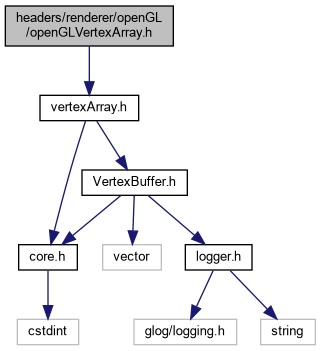 headers/renderer/openGL
/openGLVertexArray.h
vertexArray.h
VertexBuffer.h
core.h
vector
logger.h
cstdint
glog/logging.h
string